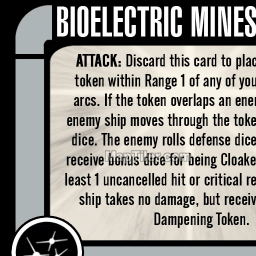 BIOELECTRIC MINES
ATTACK: Discard this card to plac
token within Range 1 of any of you
arcs. If the token overlaps an ener
enemy ship moves through the toke
dice. The enemy rolls defense dice
receive bonus dice for being Cloake
least 1 uncancelled hit or critical re
ship takes no damage, but receiv
Dampening Token.